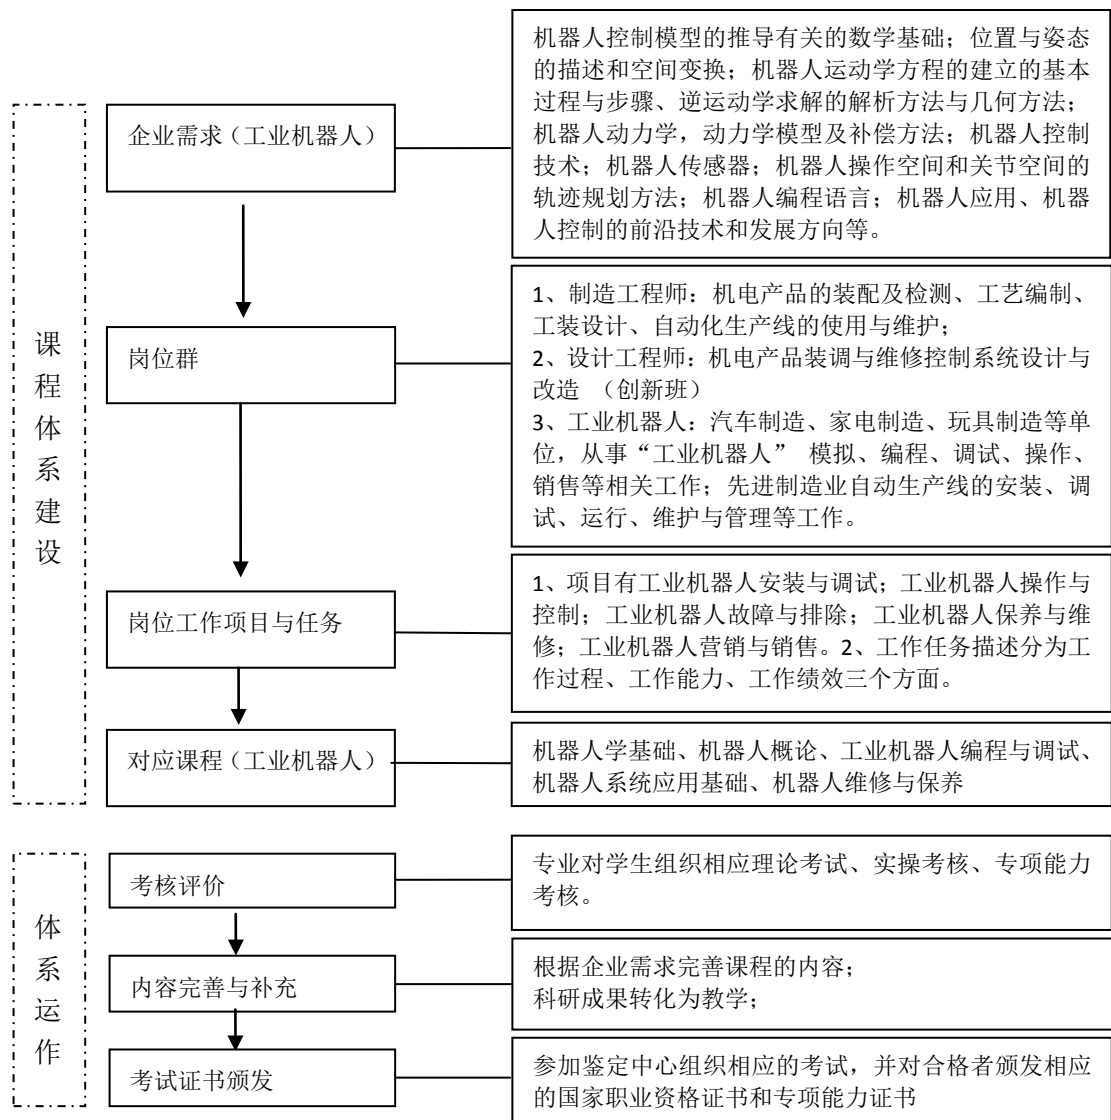 课
程
体
系
建
设
企业需求（工业机器人）
机器人控制模型的推导有关的数学基础；位置与姿态
的描述和空间变换；机器人运动学方程的建立的基本
过程与步骤、逆运动学求解的解析方法与几何方法；
机器人动力学，动力学模型及补偿方法；机器人控制
技术；机器人传感器；机器人操作空间和关节空间的
轨迹规划方法；机器人编程语言；机器人应用、机器
人控制的前沿技术和发展方向等。
岗位群
1、制造工程师：机电产品的装配及检测、工艺编制、
工装设计、自动化生产线的使用与维护；
2、设计工程师：机电产品装调与维修控制系统设计与
改造 （创新班）
3、工业机器人：汽车制造、家电制造、玩具制造等单
位，从事“工业机器人” 模拟、编程、调试、操作、
销售等相关工作；先进制造业自动生产线的安装、调
试、运行、维护与管理等工作。
岗位工作项目与任务
1、项目有工业机器人安装与调试；工业机器人操作与
控制；工业机器人故障与排除；工业机器人保养与维
修；工业机器人营销与销售。2、工作任务描述分为工
作过程、工作能力、工作绩效三个方面。
对应课程（工业机器人）
机器人学基础、机器人概论、工业机器人编程与调试、
机器人系统应用基础、机器人维修与保养
体
系
运
作
考核评价
专业对学生组织相应理论考试、实操考核、专项能力
考核。
内容完善与补充
根据企业需求完善课程的内容；
科研成果转化为教学；
考试证书颁发
参加鉴定中心组织相应的考试，并对合格者颁发相应
的国家职业资格证书和专项能力证书